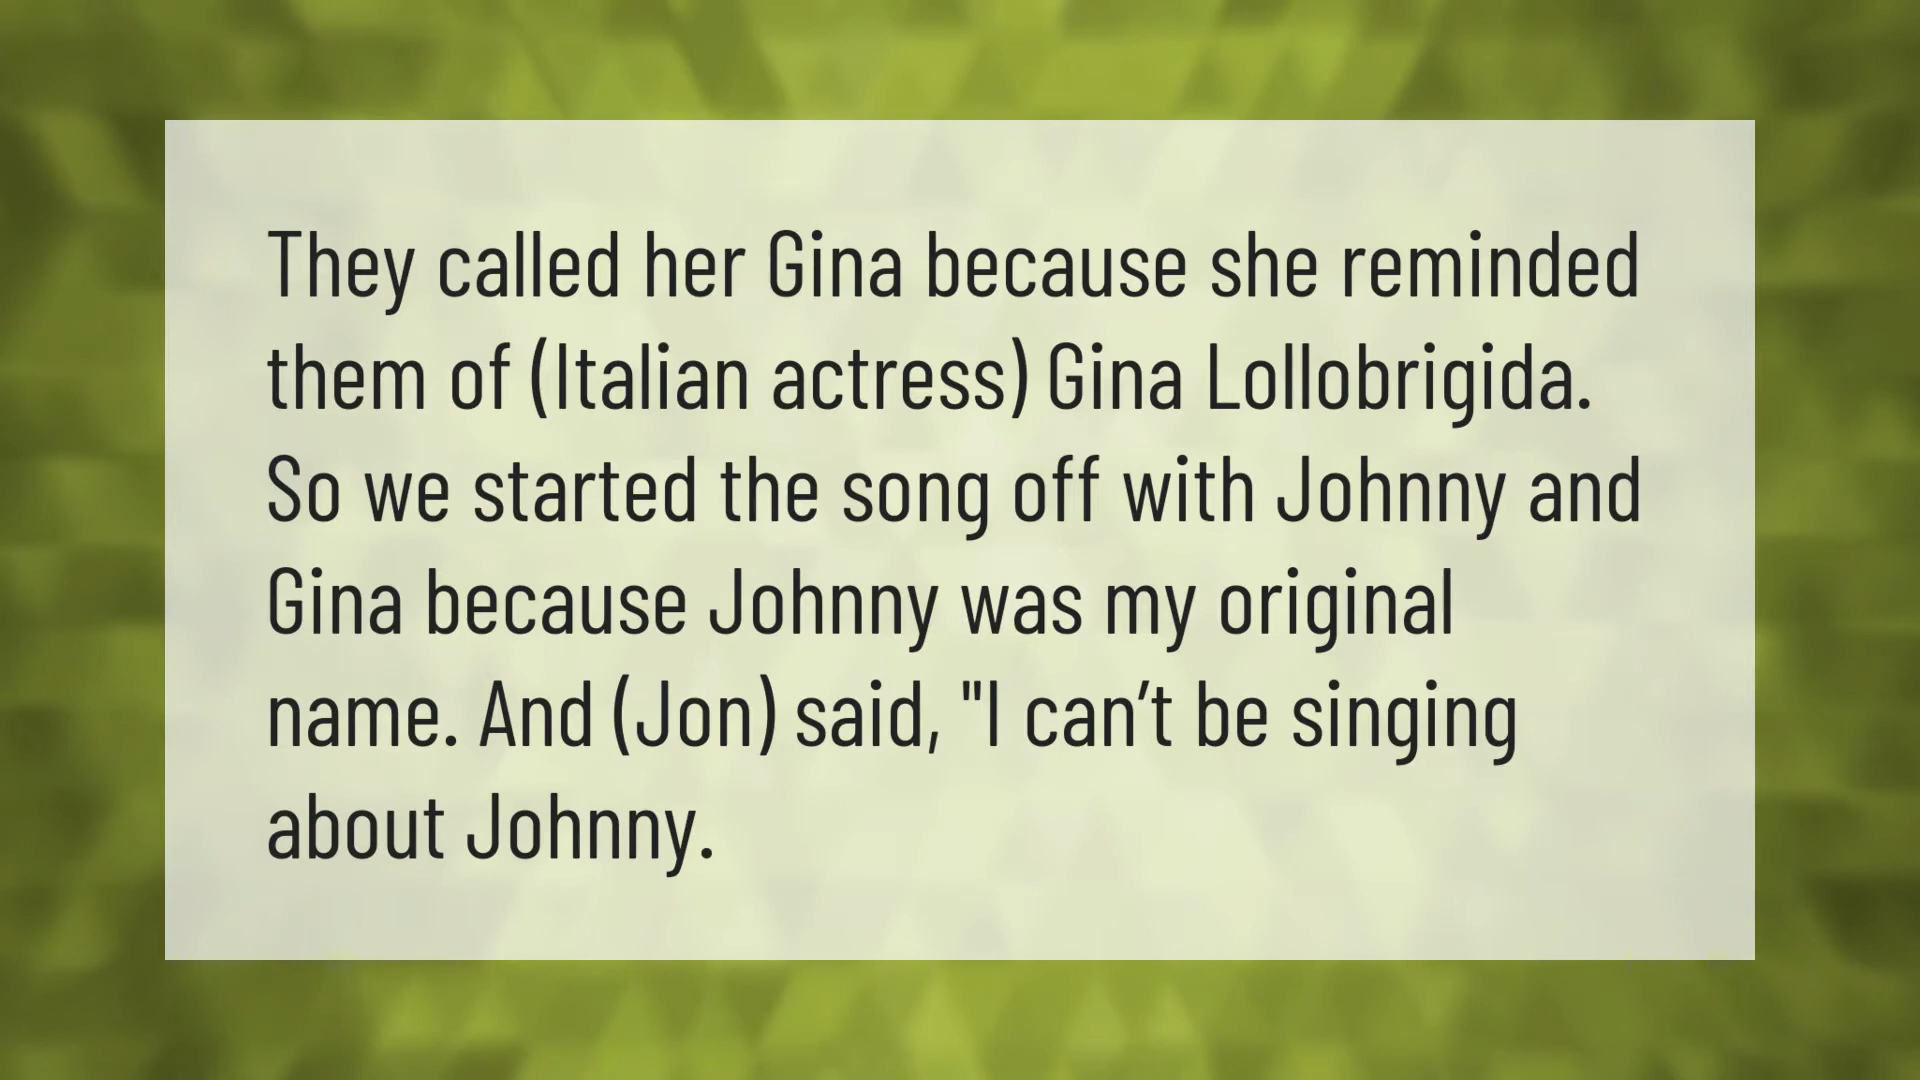 They called her Gina because she reminded
them of (Italian actress) Gina Lollobrigida.
So we started the song off with Johnny and
Gina because Johnny was my original
name. And (Jon) said, "I can’t be singing
about Johnny.